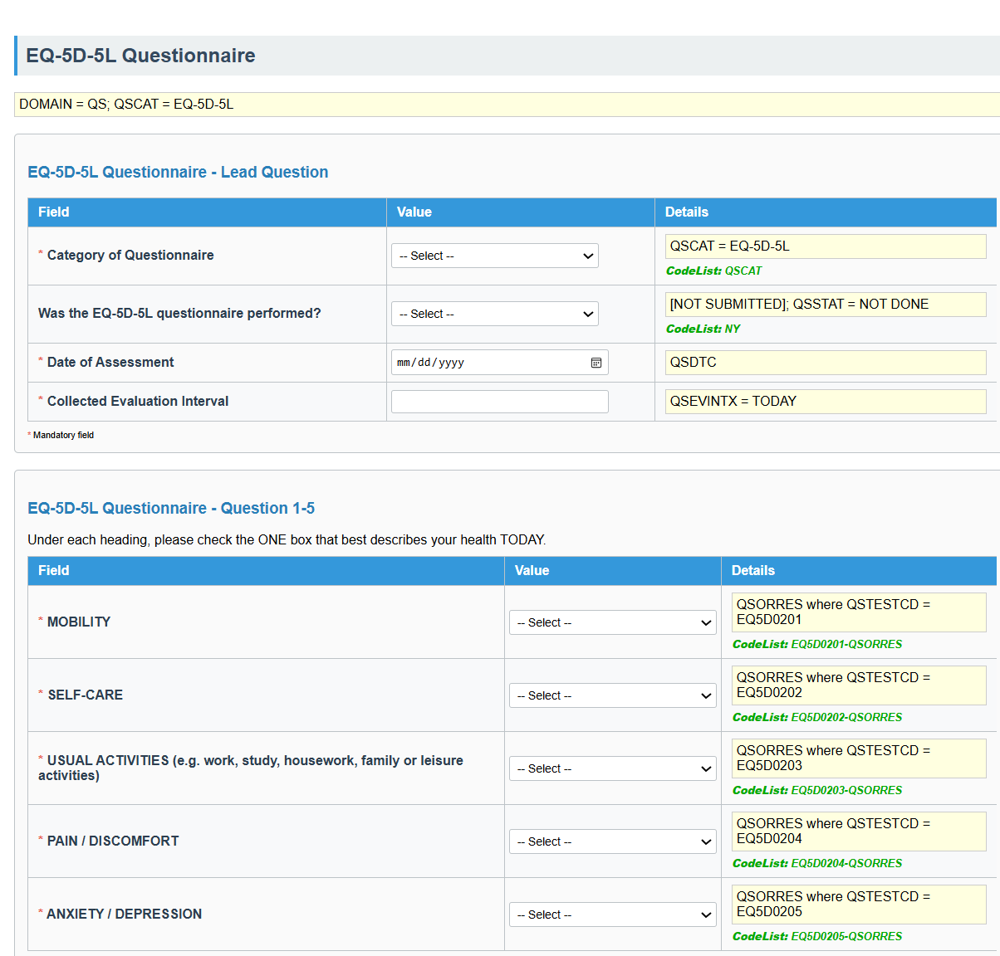 EQ-5D-5L Questionnaire
DOMAIN = QS; QSCAT = EQ-5D-5L
EQ-5D-5L Questionnaire - Lead Question
Field Value Details
* Category of Questionnaire -- Select -- QSCAT = EQ-5D-5L
CodeList: QSCAT
Was the EQ-5D-5L questionnaire performed? -- Select -- [NOT SUBMITTED]; QSSTAT = NOT DONE
CodeList: NY
* Date of Assessment mm/dd/yyyy QSDTC
* Collected Evaluation Interval QSEVINTX = TODAY
* Mandatory field
EQ-5D-5L Questionnaire - Question 1-5
Under each heading, please check the ONE box that best describes your health TODAY.
Field Value Details
* MOBILITY -- Select -- QSORRES where QSTESTCD =
EQ5D0201
CodeList: EQ5D0201-QSORRES
* SELF-CARE -- Select -- QSORRES where QSTESTCD =
EQ5D0202
CodeList: EQ5D0202-QSORRES
* USUAL ACTIVITIES (e.g. work, study, housework, family or leisure
activities) -- Select -- QSORRES where QSTESTCD =
EQ5D0203
CodeList: EQ5D0203-QSORRES
* PAIN / DISCOMFORT -- Select -- QSORRES where QSTESTCD =
EQ5D0204
CodeList: EQ5D0204-QSORRES
* ANXIETY / DEPRESSION -- Select -- QSORRES where QSTESTCD =
EQ5D0205
CodeList: EQ5D0205-QSORRES